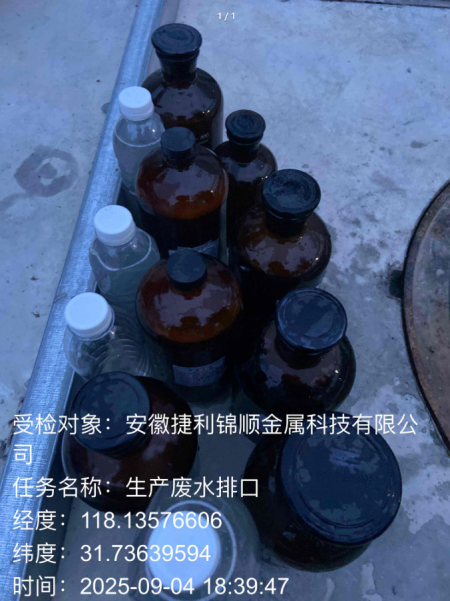 1/1
受检对象：安徽捷利锦顺金属科技有限公
司
任务名称：生产废水排口
经度：118.13576606
纬度：31.73639594
时间：2025-09-04 18:39:47